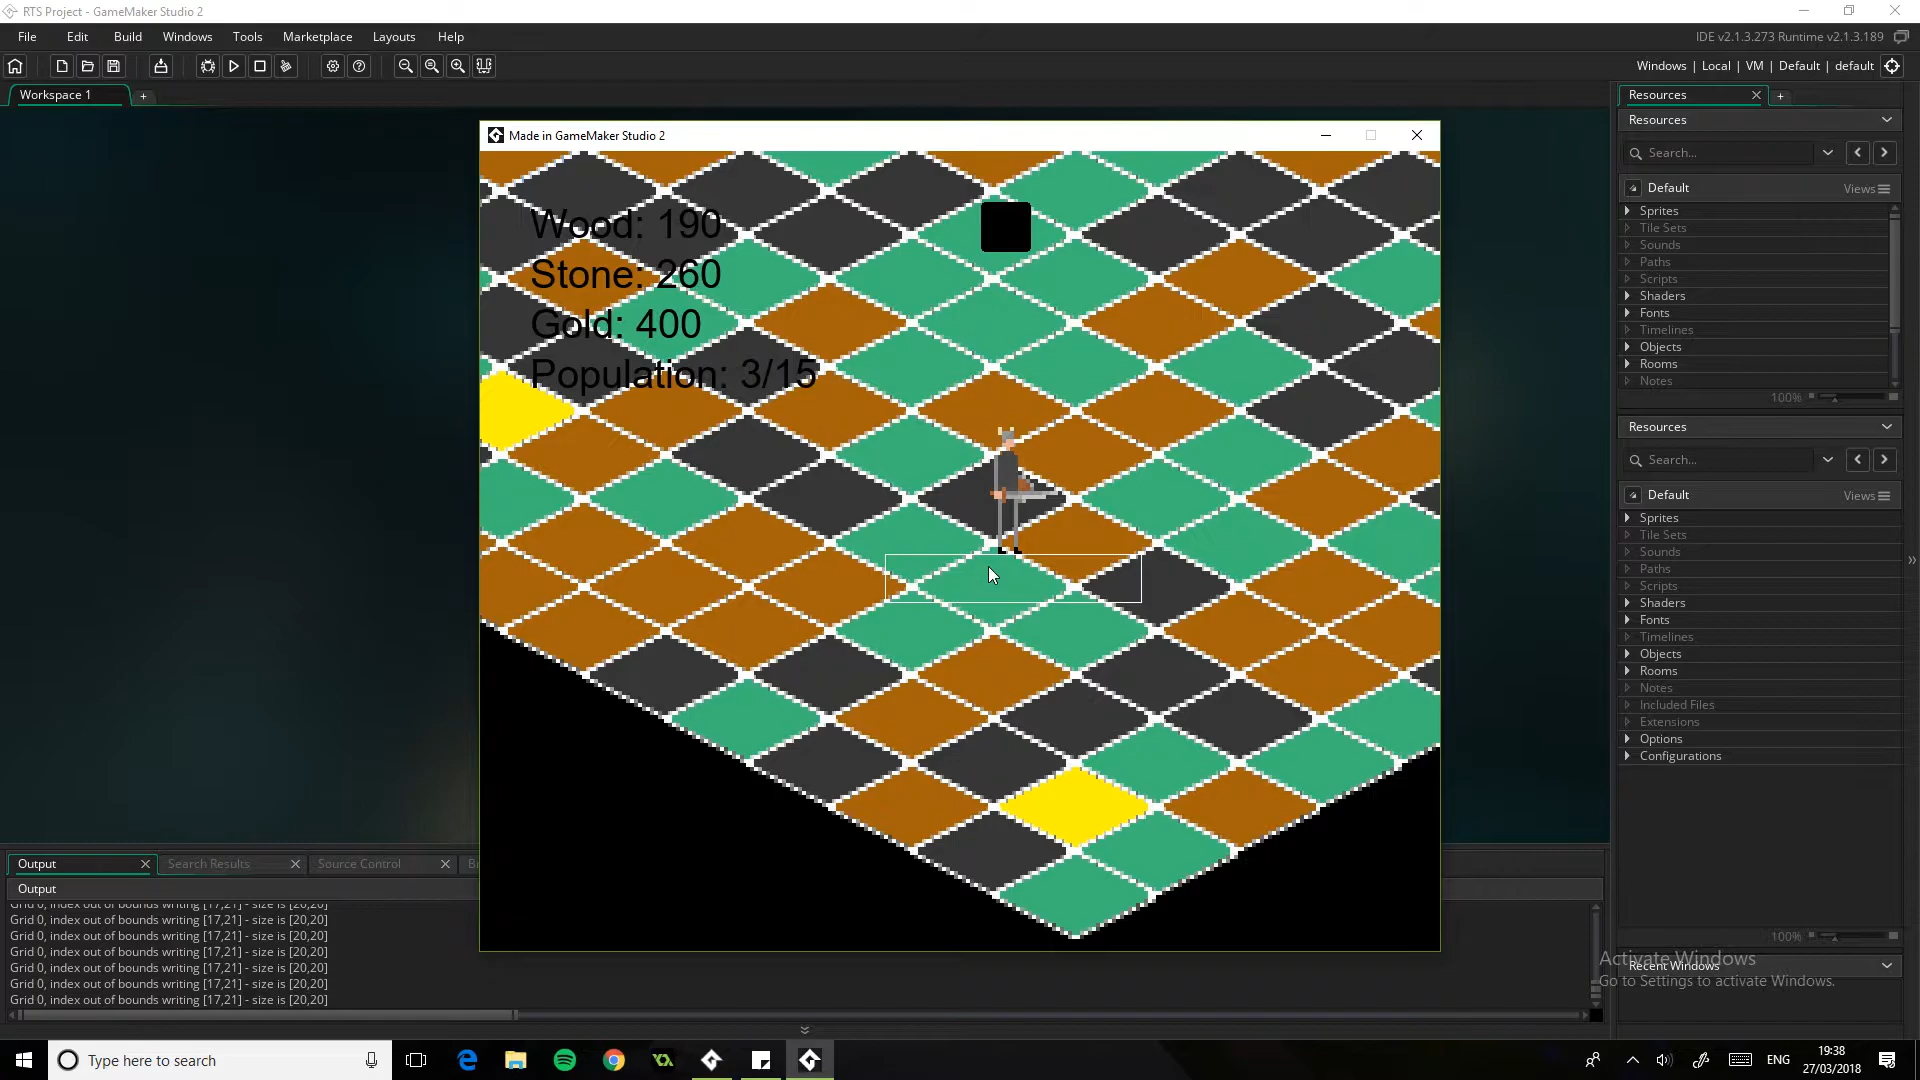 RTS Project - GameMaker Studio 2
File Edit Build Windows Tools Marketplace Layouts Help
IDE v2.1.3.273 Runtime v2.1.3.189
Windows | Local | VM | Default | default
Workspace 1
Resources
Made in GameMaker Studio 2
Resources
Search...
Default
Views
Sprites
Tile Sets
Sounds
Paths
Scripts
Shaders
Fonts
Timelines
Objects
Rooms
Notes
100%
Wood: 190
Stone: 260
Gold: 400
Population: 3/15
Resources
Search...
Default
Views
Sprites
Tile Sets
Sounds
Paths
Scripts
Shaders
Fonts
Timelines
Objects
Rooms
Notes
Included Files
Extensions
Options
Configurations
100%
Recent Windows
Activate Windows
Go to Settings to activate Windows.
Output Search Results Source Control
Output
Grid 0, index out of bounds writing [17,21] - size is [20,20]
Grid 0, index out of bounds writing [17,21] - size is [20,20]
Grid 0, index out of bounds writing [17,21] - size is [20,20]
Grid 0, index out of bounds writing [17,21] - size is [20,20]
Grid 0, index out of bounds writing [17,21] - size is [20,20]
Grid 0, index out of bounds writing [17,21] - size is [20,20]
Grid 0, index out of bounds writing [17,21] - size is [20,20]
Type here to search
ENG
19:38
27/03/2018